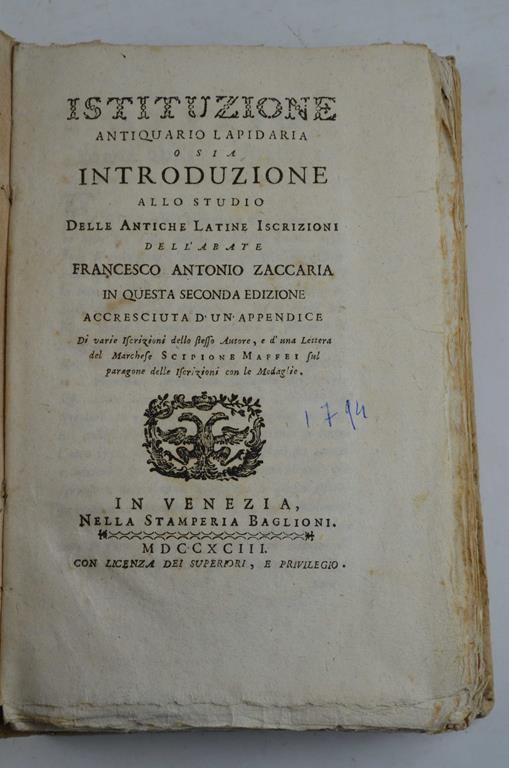 ISTITUZIONE
ANTIQUARIO LAPIDARIA
O SIA
INTRODUZIONE
ALLO STUDIO
DELLE ANTICHE LATINE ISCRIZIONI
DELL'ABATE
FRANCESCO ANTONIO ZACCARIA
IN QUESTA SECONDA EDIZIONE
ACCRESCIUTA D'UN' APPENDICE
Di varie Iſcrizioni dello ſteſſo Autore, e d'una Lettera
del Marcheſe SCIPIONE MAFFEI ſul
paragone delle Iſcrizioni con le Medaglie.
1794
IN VENEZIA,
NELLA STAMPERIA BAGLIONI.
MDCCXCIII.
CON LICENZA DEI SUPERIORI, E PRIVILEGIO.